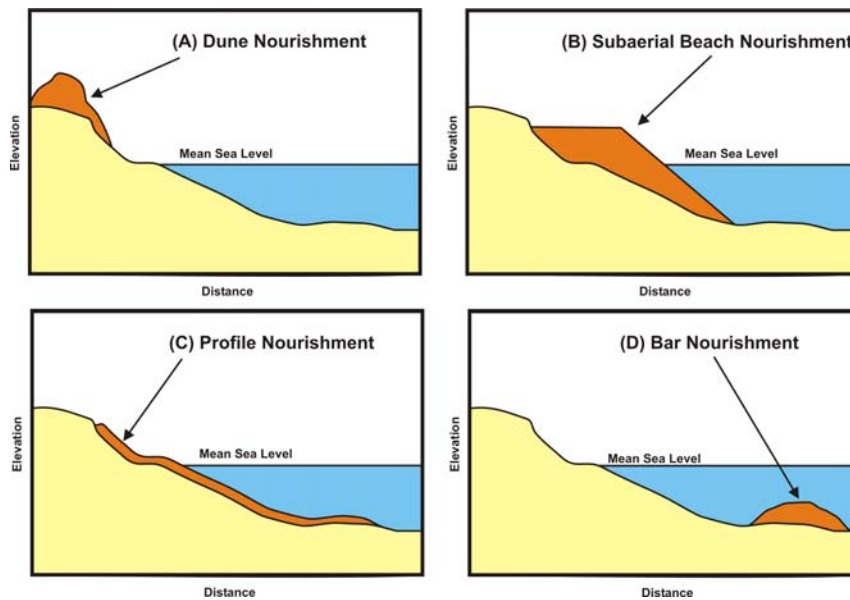 (A) Dune Nourishment
Mean Sea Level
Elevation
Distance
(B) Subaerial Beach Nourishment
Mean Sea Level
Elevation
Distance
(C) Profile Nourishment
Mean Sea Level
Elevation
Distance
(D) Bar Nourishment
Mean Sea Level
Elevation
Distance